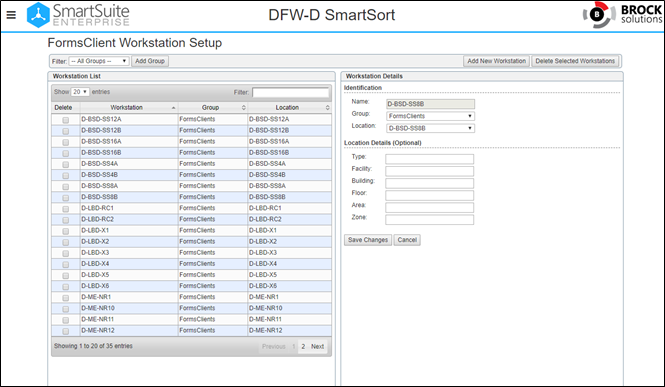 SmartSuite
ENTERPRISE
DFW-D SmartSort
B
BROCK
solutions
FormsClient Workstation Setup
Filter: -- All Groups -- Add Group Add New Workstation Delete Selected Workstations
Workstation List
Show 20 entries Filter:
Delete Workstation Group Location
D-BSD-SS12A FormsClients D-BSD-SS12A
D-BSD-SS12B FormsClients D-BSD-SS12B
D-BSD-SS16A FormsClients D-BSD-SS16A
D-BSD-SS16B FormsClients D-BSD-SS16B
D-BSD-SS4A FormsClients D-BSD-SS4A
D-BSD-SS4B FormsClients D-BSD-SS4B
D-BSD-SS8A FormsClients D-BSD-SS8A
D-BSD-SS8B FormsClients D-BSD-SS8B
D-LBD-RC1 FormsClients D-LBD-RC1
D-LBD-RC2 FormsClients D-LBD-RC2
D-LBD-X1 FormsClients D-LBD-X1
D-LBD-X2 FormsClients D-LBD-X2
D-LBD-X3 FormsClients D-LBD-X3
D-LBD-X4 FormsClients D-LBD-X4
D-LBD-X5 FormsClients D-LBD-X5
D-LBD-X6 FormsClients D-LBD-X6
D-ME-NR1 FormsClients D-ME-NR1
D-ME-NR10 FormsClients D-ME-NR10
D-ME-NR11 FormsClients D-ME-NR11
D-ME-NR12 FormsClients D-ME-NR12
Showing 1 to 20 of 35 entries Previous 1 2 Next
Workstation Details
Identification
Name: D-BSD-SS8B
Group: FormsClients
Location: D-BSD-SS8B
Location Details (Optional)
Type:
Facility:
Building:
Floor:
Area:
Zone:
Save Changes Cancel